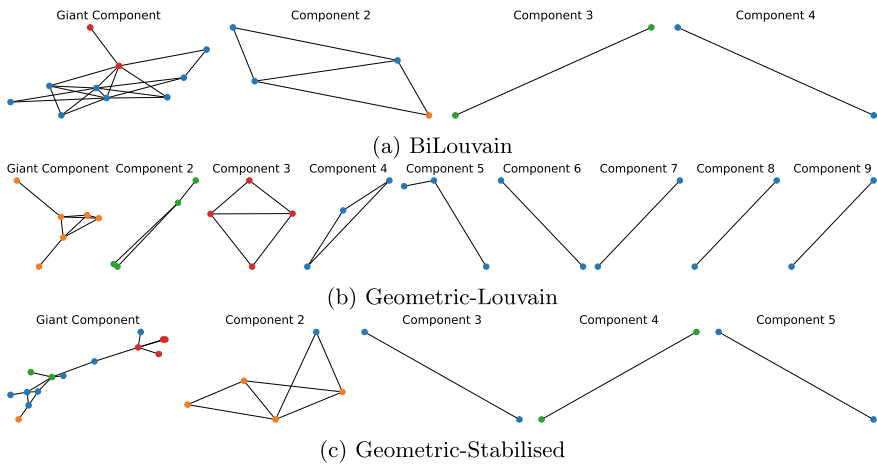 Giant Component Component 2 Component 3 Component 4
(a) BiLouvain
Giant Component Component 2 Component 3 Component 4 Component 5 Component 6 Component 7 Component 8 Component 9
(b) Geometric-Louvain
Giant Component Component 2 Component 3 Component 4 Component 5
(c) Geometric-Stabilised